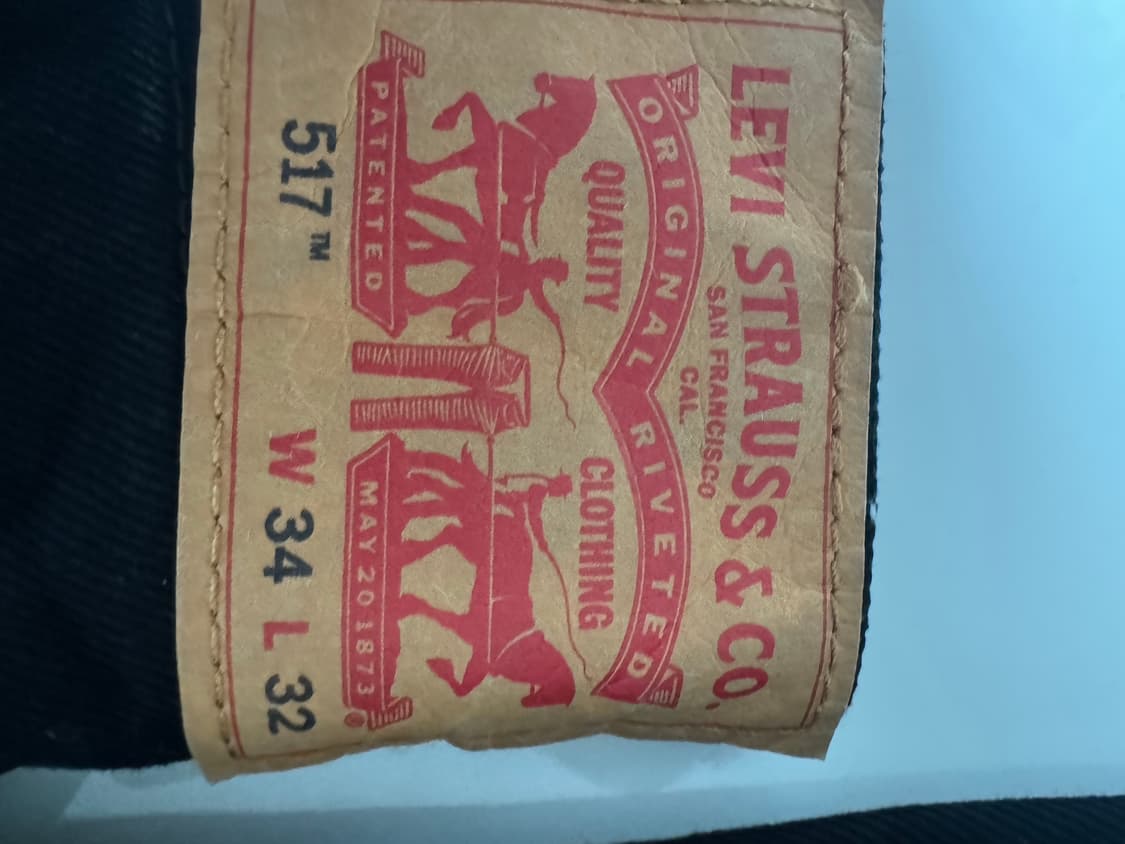 LEVI STRAUSS & CO.
SAN FRANCISCO
CAL.
ORIGINAL RIVETED
QUALITY CLOTHING
PATENTED MAY 20 1873 ®
517™ W 34 L 32